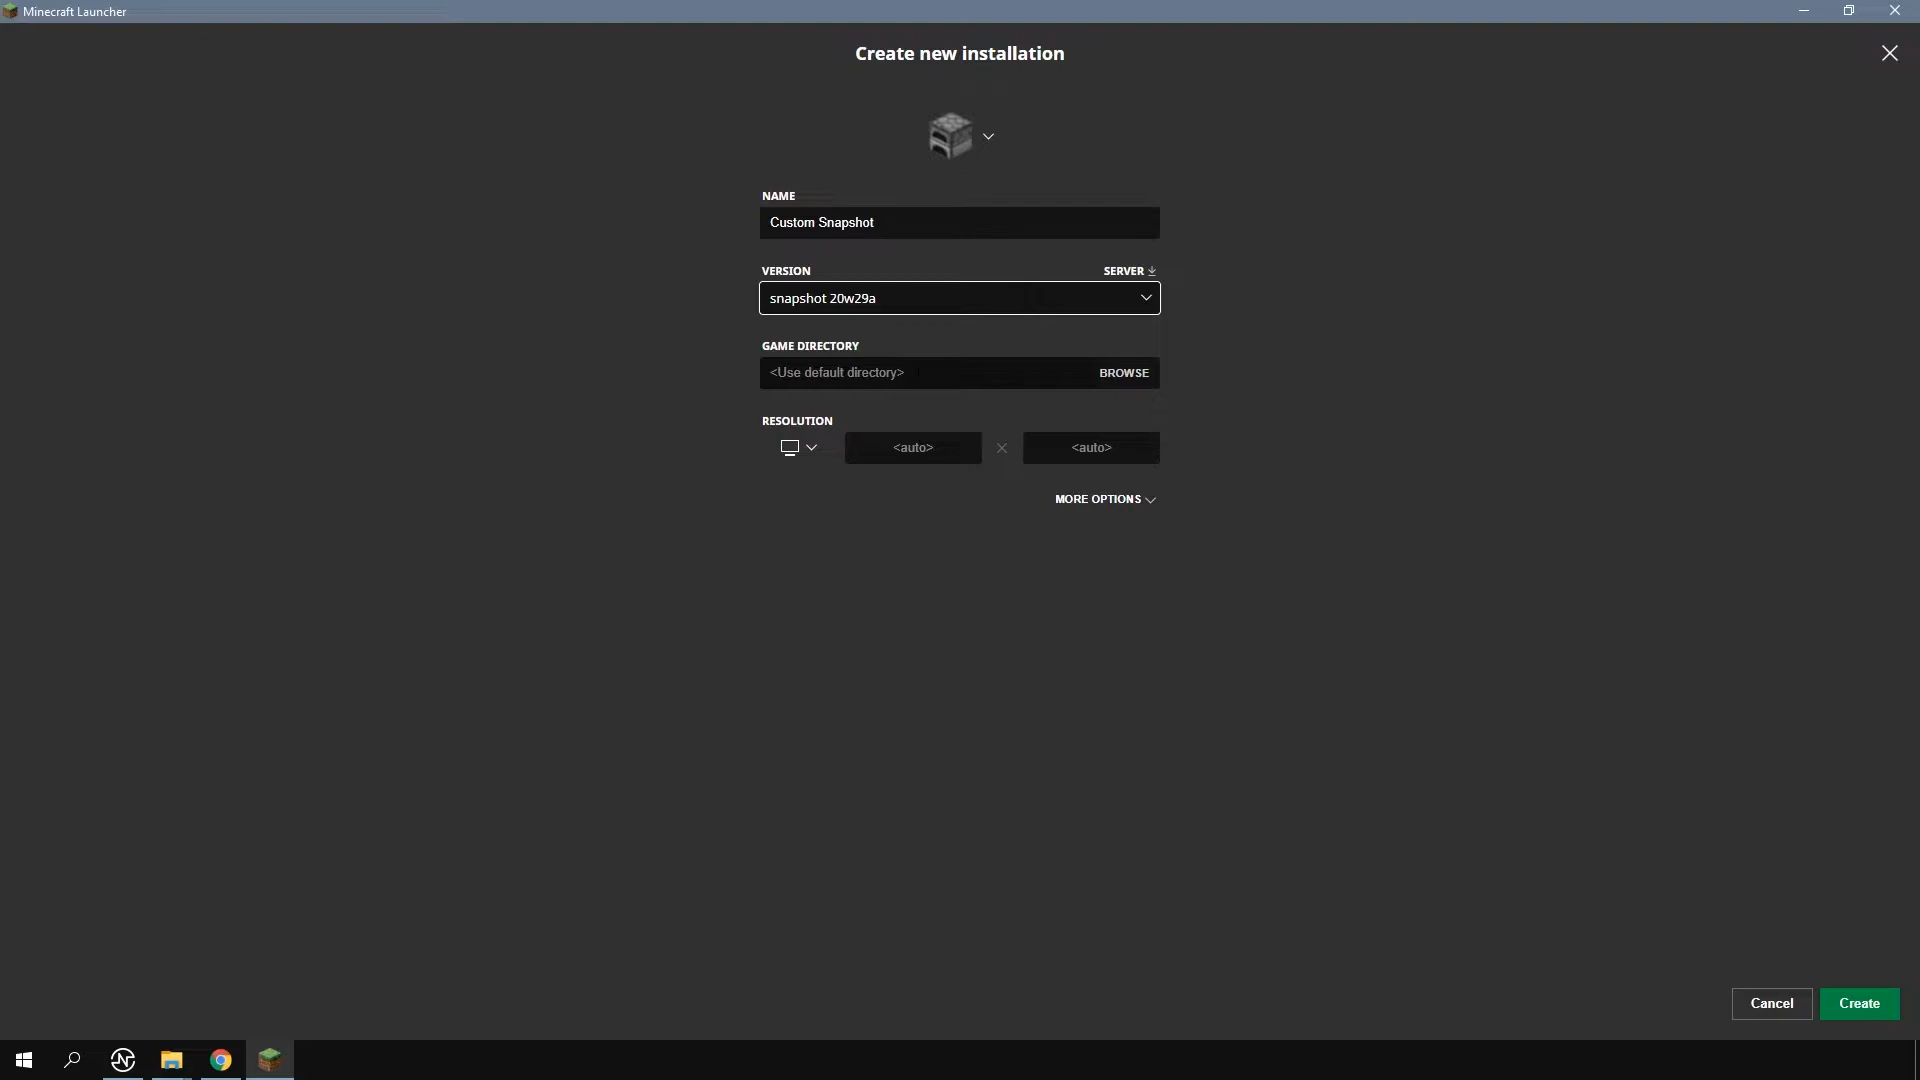 Minecraft Launcher
Create new installation
NAME
Custom Snapshot
VERSION
SERVER
snapshot 20w29a
GAME DIRECTORY
<Use default directory>
BROWSE
RESOLUTION
<auto>
<auto>
MORE OPTIONS
Cancel
Create